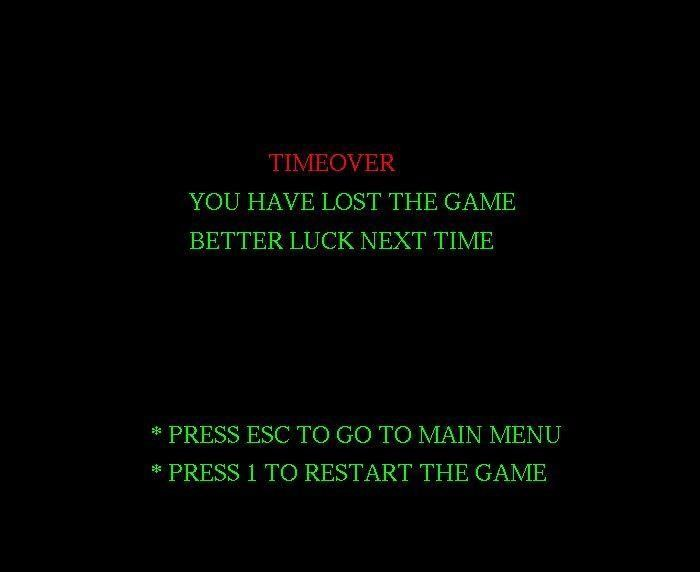 TIMEOVER
YOU HAVE LOST THE GAME
BETTER LUCK NEXT TIME
* PRESS ESC TO GO TO MAIN MENU
* PRESS 1 TO RESTART THE GAME